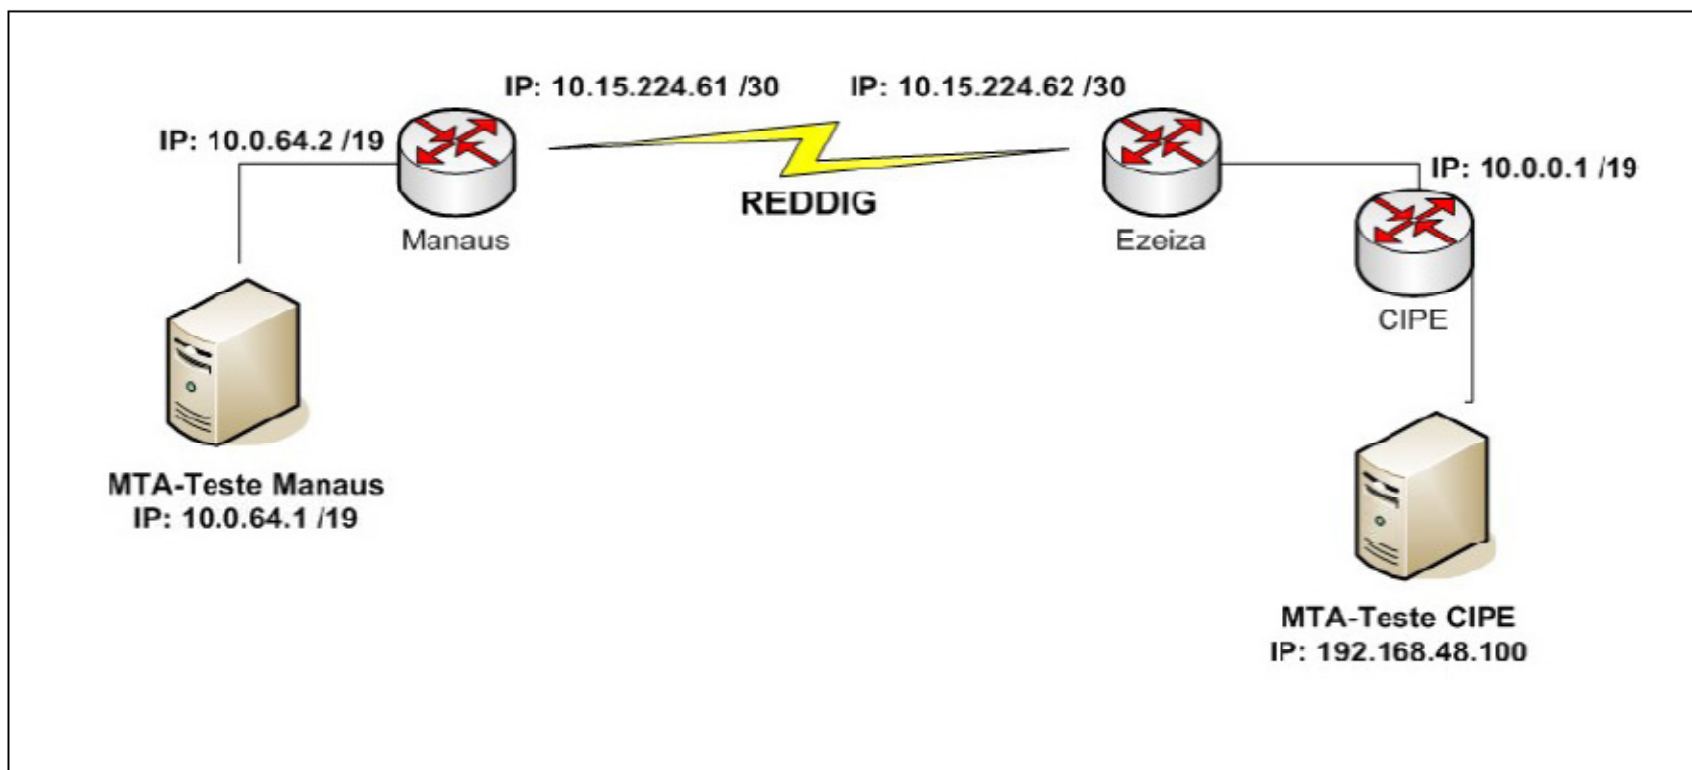 IP: 10.15.224.61 /30
IP: 10.15.224.62 /30
IP: 10.0.64.2 /19
IP: 10.0.0.1 /19
REDDIG
Manaus
Ezeiza
CIPE
MTA-Teste Manaus
IP: 10.0.64.1 /19
MTA-Teste CIPE
IP: 192.168.48.100